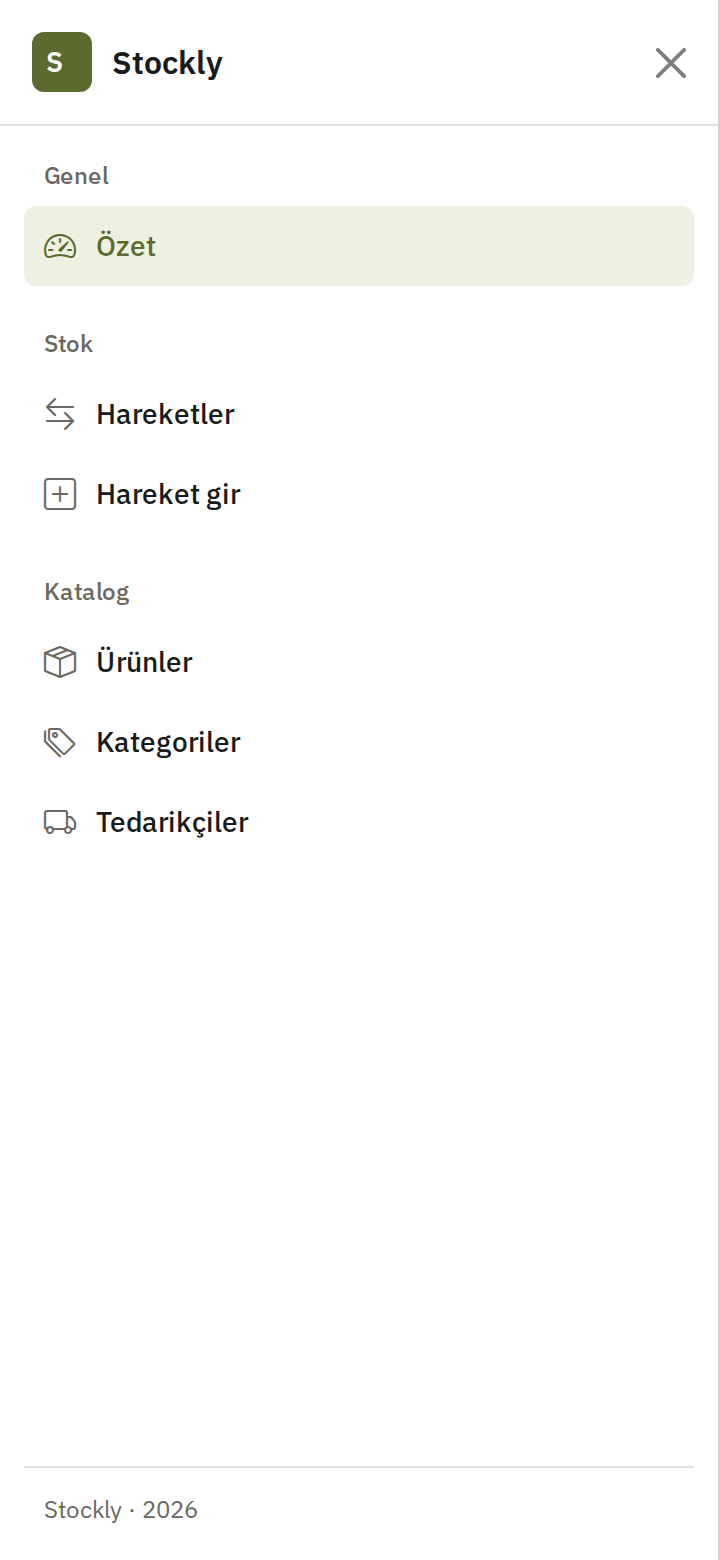 S Stockly
Genel
Özet
Stok
Hareketler
Hareket gir
Katalog
Ürünler
Kategoriler
Tedarikçiler
Stockly · 2026